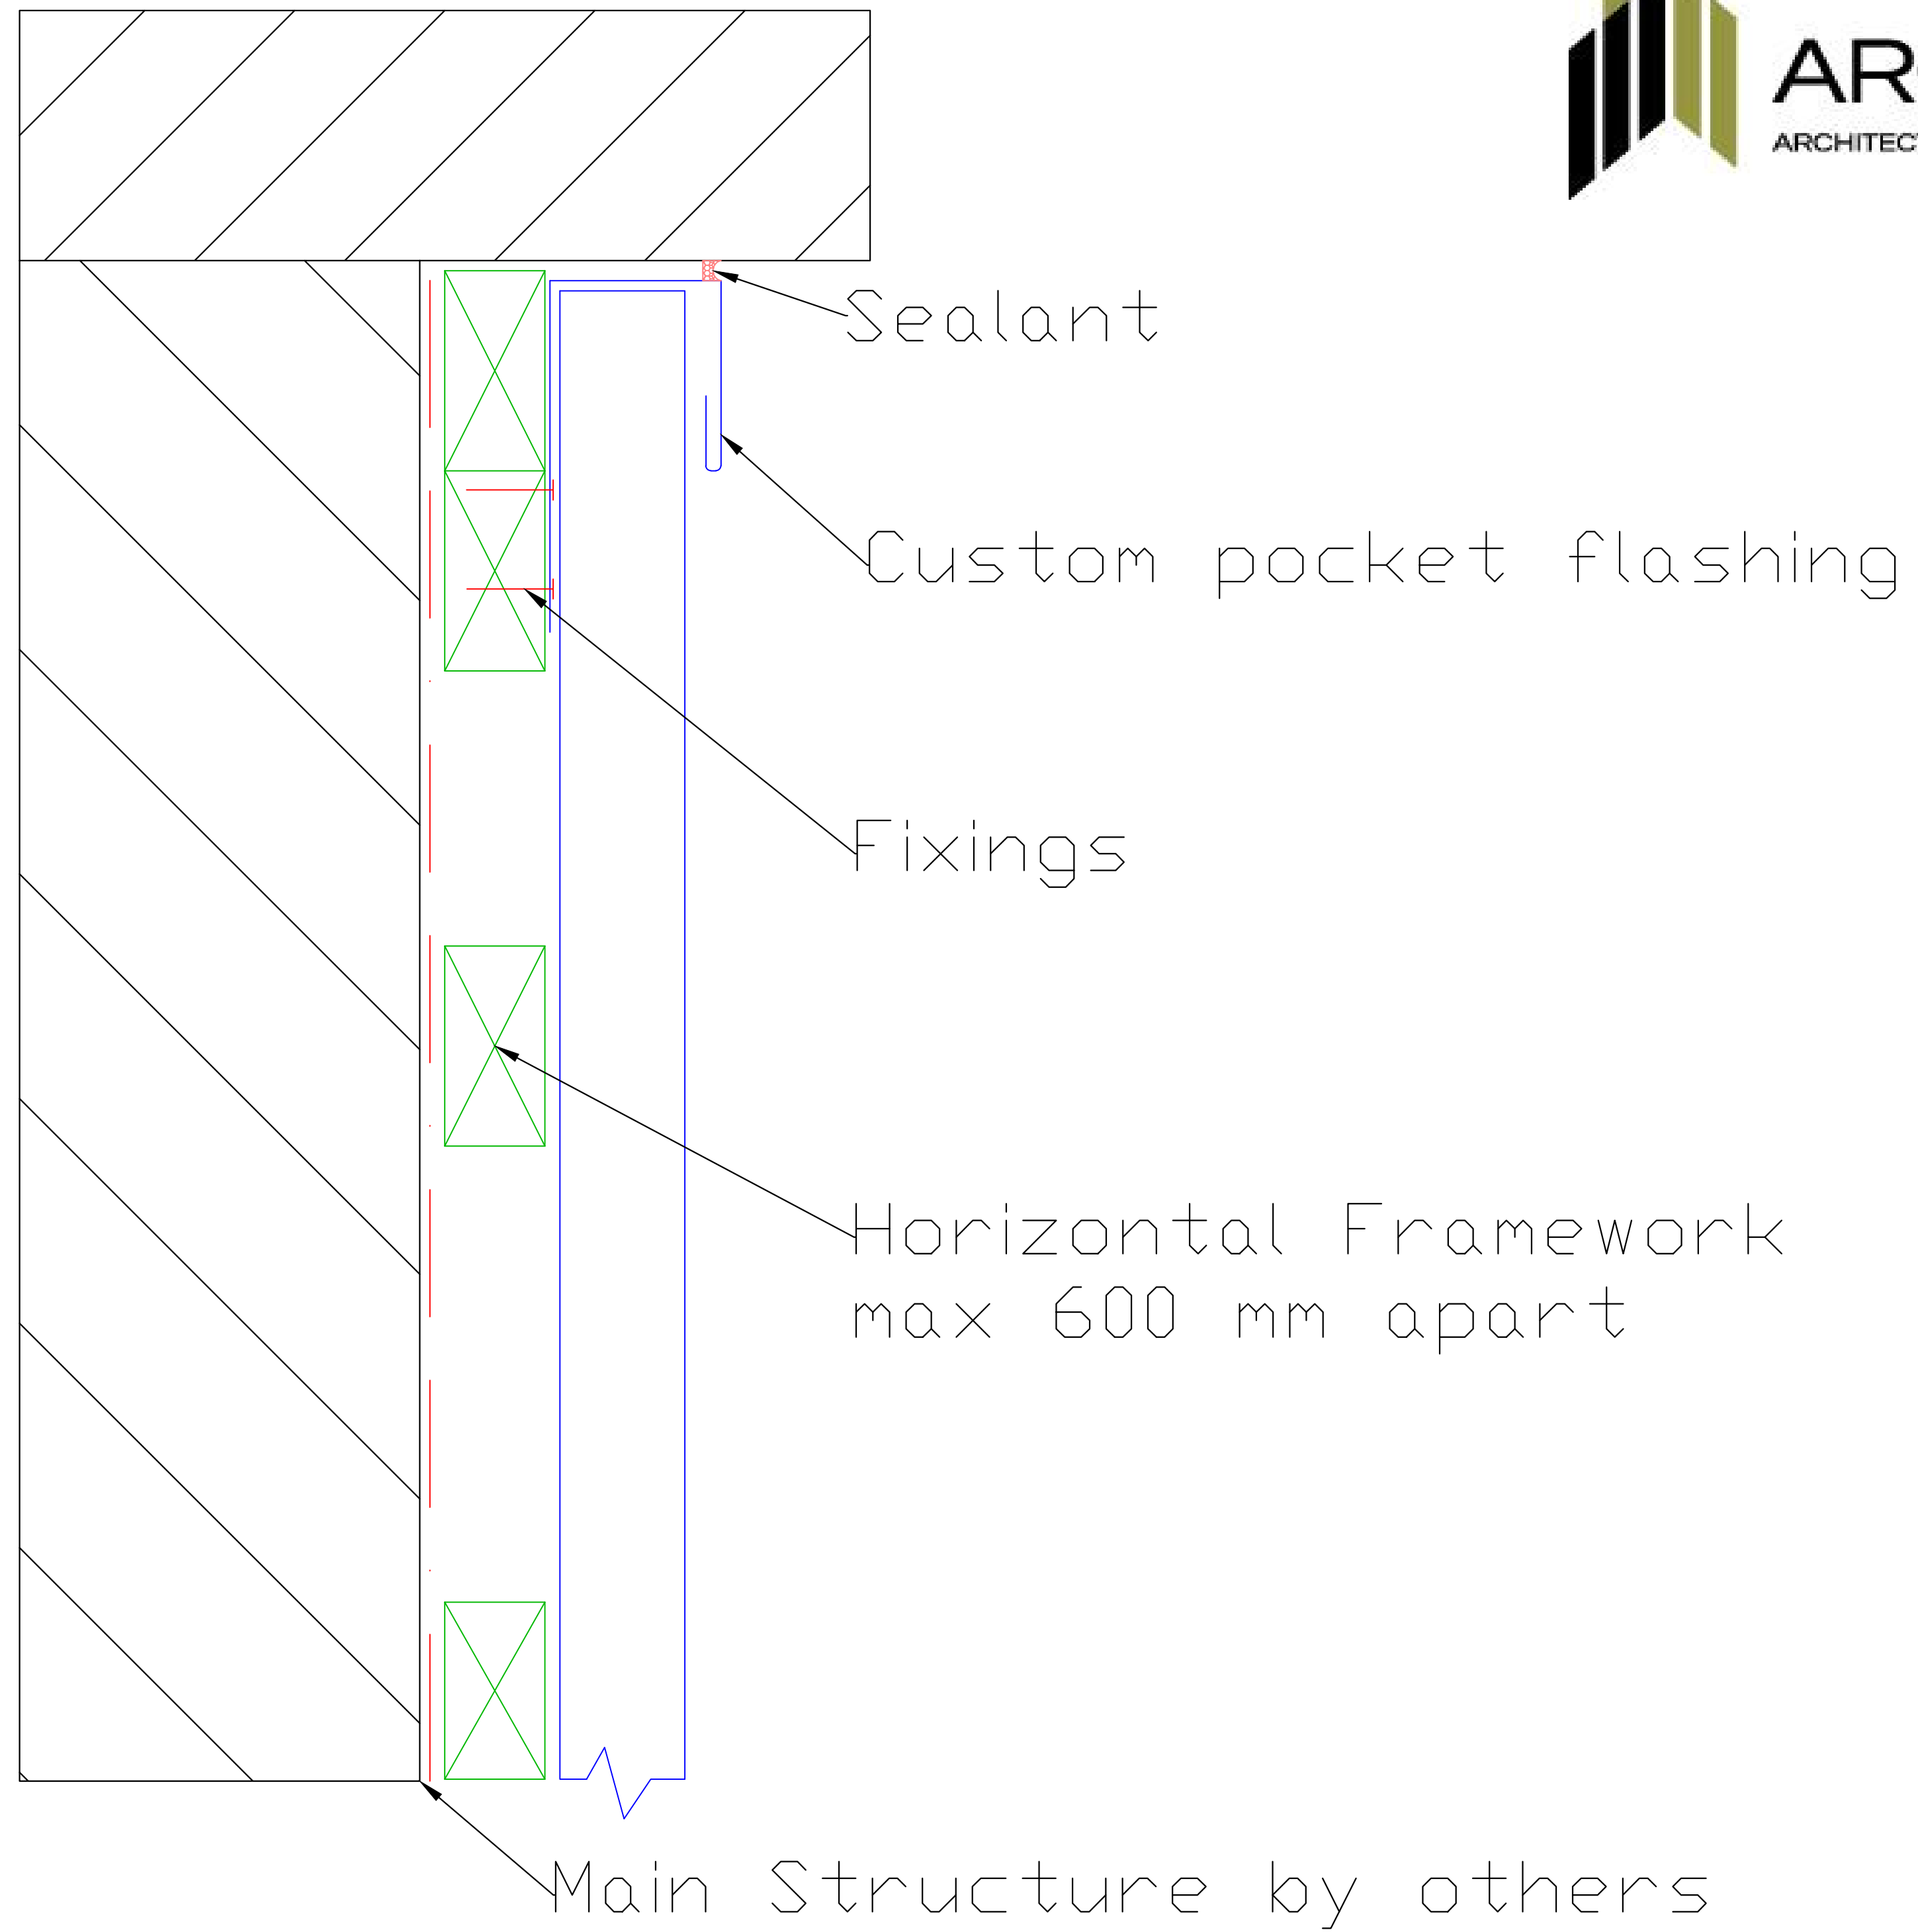 AR
ARCHITEC
Sealant
Custom pocket flashing
Fixings
Horizontal Framework
max 600 mm apart
Main Structure by others